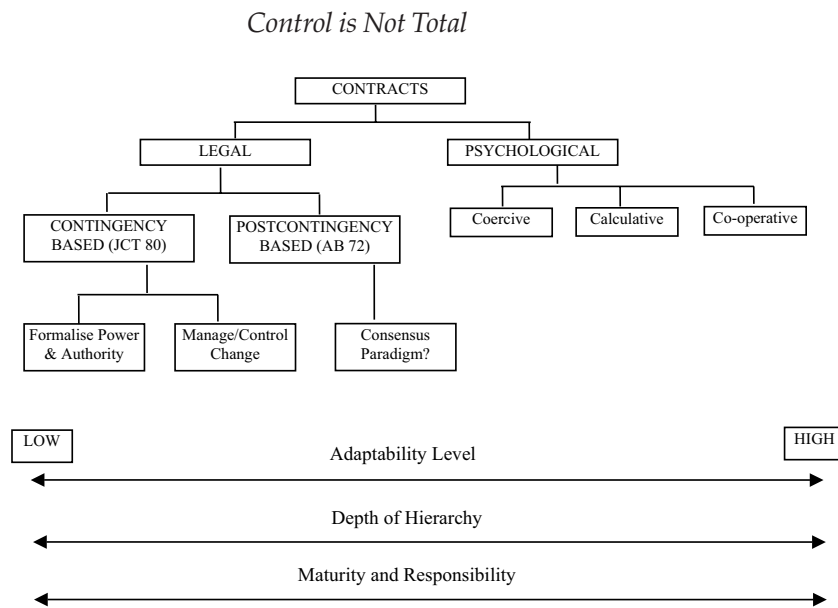 Control is Not Total
CONTRACTS
LEGAL
PSYCHOLOGICAL
CONTINGENCY
BASED (JCT 80)
POSTCONTINGENCY
BASED (AB 72)
Coercive
Calculative
Co-operative
Formalise Power
& Authority
Manage/Control
Change
Consensus
Paradigm?
LOW
HIGH
Adaptability Level
Depth of Hierarchy
Maturity and Responsibility